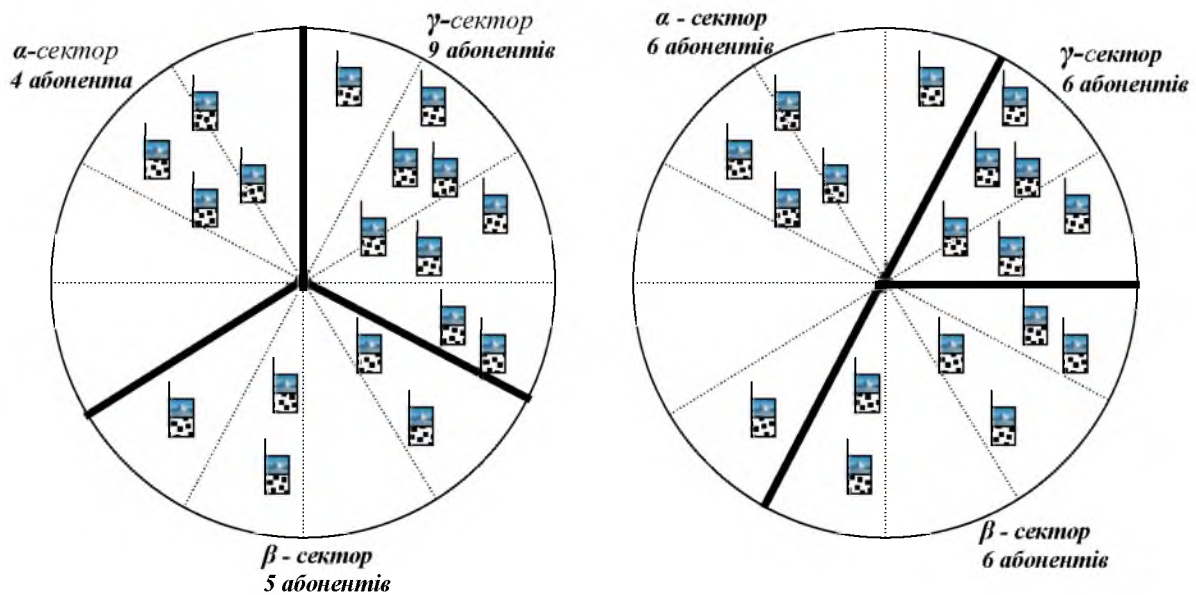 α-сектор
4 абонента
γ-сектор
9 абонентів
β - сектор
5 абонентів
α - сектор
6 абонентів
γ-сектор
6 абонентів
β - сектор
6 абонентів